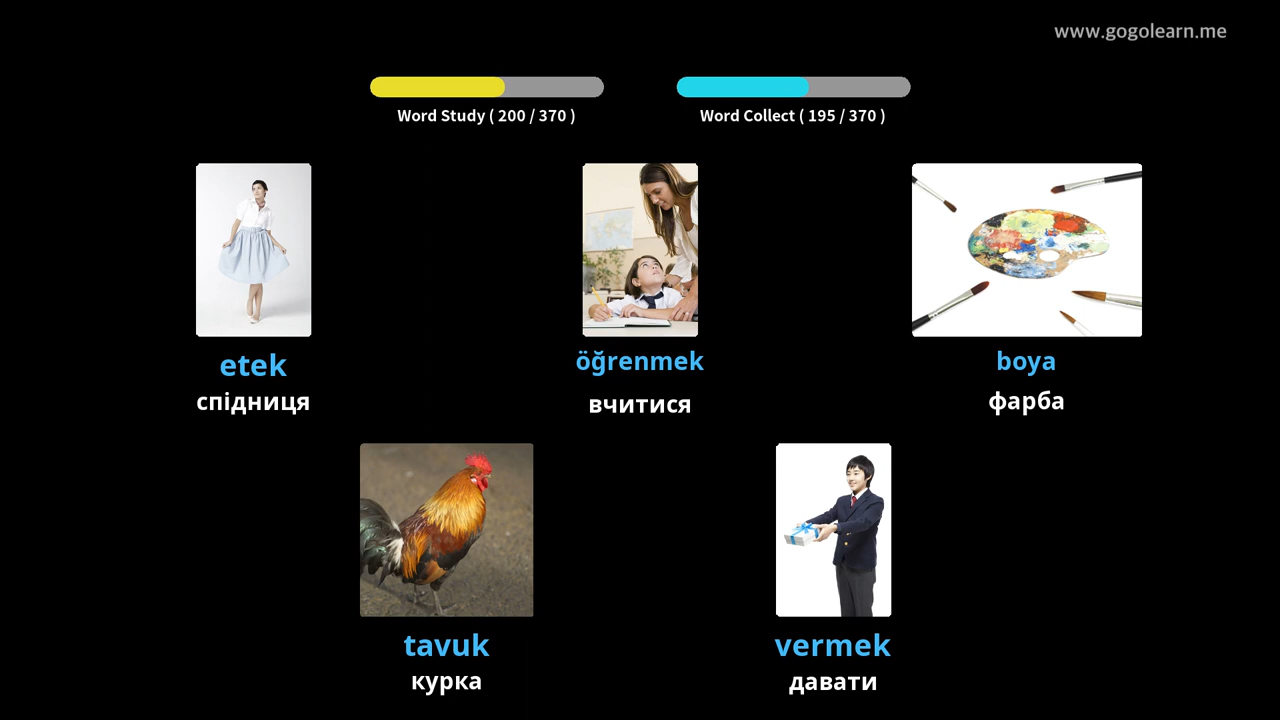 www.gogolearn.me
Word Study ( 200 / 370 )
Word Collect ( 195 / 370 )
etek
спідниця
öğrenmek
вчитися
boya
фарба
tavuk
курка
vermek
давати